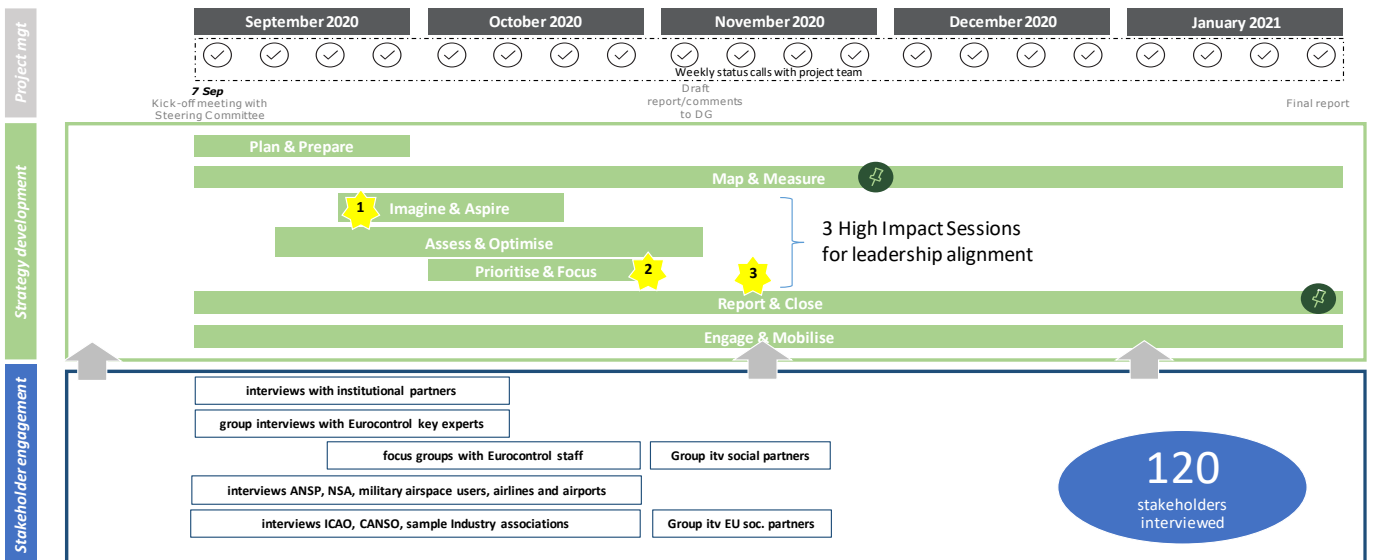 Project mgt
September 2020
October 2020
November 2020
December 2020
January 2021
Weekly status calls with project team
7 Sep
Kick-off meeting with
Steering Committee
Draft
report/comments
to DG
Final report
Strategy development
Plan & Prepare
Map & Measure
1
Imagine & Aspire
Assess & Optimise
Prioritise & Focus
2
3
3 High Impact Sessions
for leadership alignment
Report & Close
Engage & Mobilise
Stakeholder engagement
interviews with institutional partners
group interviews with Eurocontrol key experts
focus groups with Eurocontrol staff
Group itv social partners
interviews ANSP, NSA, military airspace users, airlines and airports
interviews ICAO, CANSO, sample Industry associations
Group itv EU soc. partners
120
stakeholders
interviewed